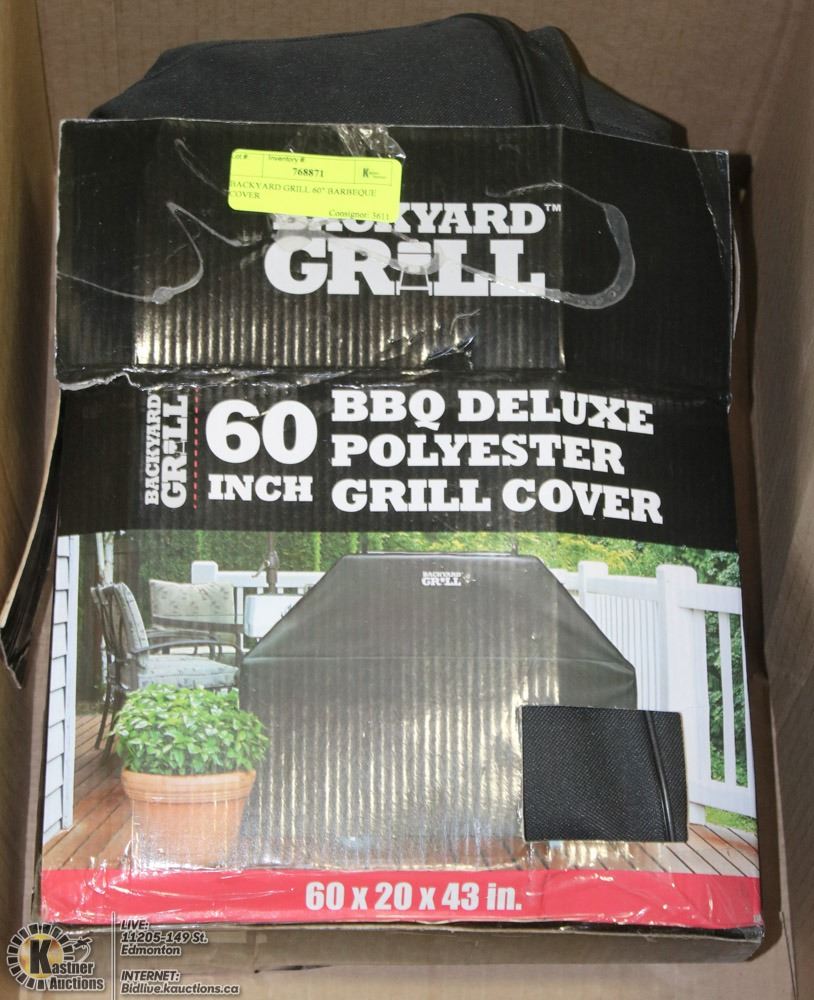 Lot #: Inventory #:
768871
K
BACKYARD GRILL 60" BARBEQUE
COVER
Consignor: 5611
BACKYARD™
GRILL
BACKYARD
GRILL
60
INCH
BBQ DELUXE
POLYESTER
GRILL COVER
BACKYARD
GRILL
60 x 20 x 43 in.
K
Kastner
Auctions
LIVE:
11205-149 St.
Edmonton
INTERNET:
Bidlive.kauctions.ca